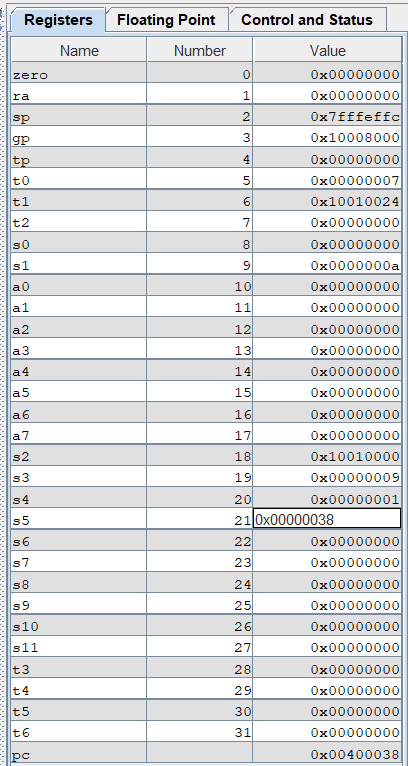 Registers Floating Point Control and Status
Name Number Value
zero 0 0x00000000
ra 1 0x00000000
sp 2 0x7fffeffc
gp 3 0x10008000
tp 4 0x00000000
t0 5 0x00000007
t1 6 0x10010024
t2 7 0x00000000
s0 8 0x00000000
s1 9 0x0000000a
a0 10 0x00000000
a1 11 0x00000000
a2 12 0x00000000
a3 13 0x00000000
a4 14 0x00000000
a5 15 0x00000000
a6 16 0x00000000
a7 17 0x00000000
s2 18 0x10010000
s3 19 0x00000009
s4 20 0x00000001
s5 21 0x00000038
s6 22 0x00000000
s7 23 0x00000000
s8 24 0x00000000
s9 25 0x00000000
s10 26 0x00000000
s11 27 0x00000000
t3 28 0x00000000
t4 29 0x00000000
t5 30 0x00000000
t6 31 0x00000000
pc 0x00400038